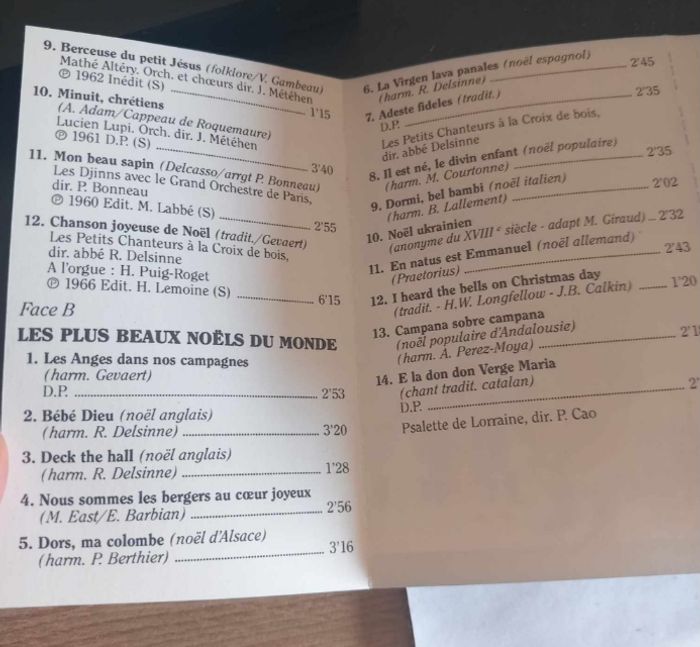 9. Berceuse du petit Jésus (folklore/V. Gambeau)
Mathé Altéry. Orch. et chœurs dir. J. Météhen
℗ 1962 Inédit (S) 1'15
10. Minuit, chrétiens
(A. Adam/Cappeau de Roquemaure)
Lucien Lupi. Orch. dir. J. Météhen
℗ 1961 D.P. (S) 3'40
11. Mon beau sapin (Delcasso/arrgt P. Bonneau)
Les Djinns avec le Grand Orchestre de Paris,
dir. P. Bonneau
℗ 1960 Edit. M. Labbé (S) 2'55
12. Chanson joyeuse de Noël (tradit./Gevaert)
Les Petits Chanteurs à la Croix de bois,
dir. abbé R. Delsinne
A l'orgue : H. Puig-Roget
℗ 1966 Edit. H. Lemoine (S) 6'15
Face B
LES PLUS BEAUX NOËLS DU MONDE
1. Les Anges dans nos campagnes
(harm. Gevaert)
D.P. 2'53
2. Bébé Dieu (noël anglais)
(harm. R. Delsinne) 3'20
3. Deck the hall (noël anglais)
(harm. R. Delsinne) 1'28
4. Nous sommes les bergers au cœur joyeux
(M. East/E. Barbian) 2'56
5. Dors, ma colombe (noël d'Alsace)
(harm. P. Berthier) 3'16
6. La Virgen lava panales (noël espagnol)
(harm. R. Delsinne) 2'45
7. Adeste fideles (tradit.)
D.P. 2'35
Les Petits Chanteurs à la Croix de bois,
dir. abbé Delsinne
8. Il est né, le divin enfant (noël populaire)
(harm. M. Courtonne) 2'35
9. Dormi, bel bambi (noël italien)
(harm. B. Lallement) 2'02
10. Noël ukrainien
(anonyme du XVIIIe siècle - adapt M. Giraud) 2'32
11. En natus est Emmanuel (noël allemand)
(Praetorius) 2'43
12. I heard the bells on Christmas day
(tradit. - H.W. Longfellow - J.B. Calkin) 1'20
13. Campana sobre campana
(noël populaire d'Andalousie)
(harm. A. Perez-Moya) 2'1
14. E la don don Verge Maria
(chant tradit. catalan)
D.P. 2'
Psalette de Lorraine, dir. P. Cao